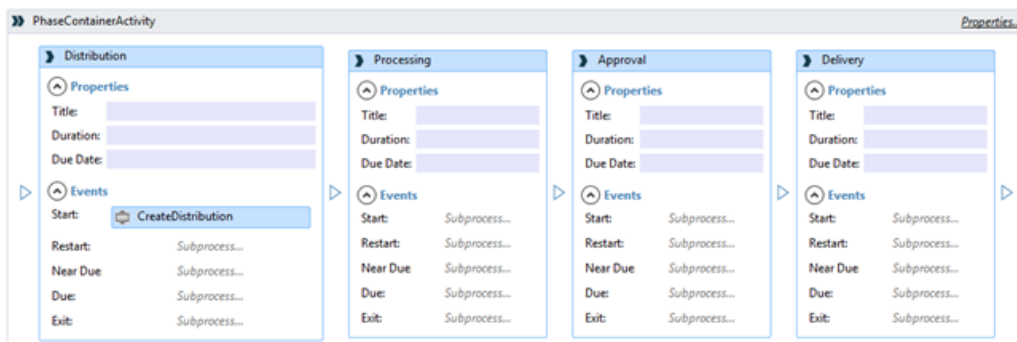 PhaseContainerActivity
Properties...
Distribution
Properties
Title:
Duration:
Due Date:
Events
Start:
CreateDistribution
Restart:
Subprocess...
Near Due
Subprocess...
Due:
Subprocess...
Exit:
Subprocess...
Processing
Properties
Title:
Duration:
Due Date:
Events
Start:
Subprocess...
Restart:
Subprocess...
Near Due
Subprocess...
Due:
Subprocess...
Exit:
Subprocess...
Approval
Properties
Title:
Duration:
Due Date:
Events
Start:
Subprocess...
Restart:
Subprocess...
Near Due
Subprocess...
Due:
Subprocess...
Exit:
Subprocess...
Delivery
Properties
Title:
Duration:
Due Date:
Events
Start:
Subprocess...
Restart:
Subprocess...
Near Due
Subprocess...
Due:
Subprocess...
Exit:
Subprocess...